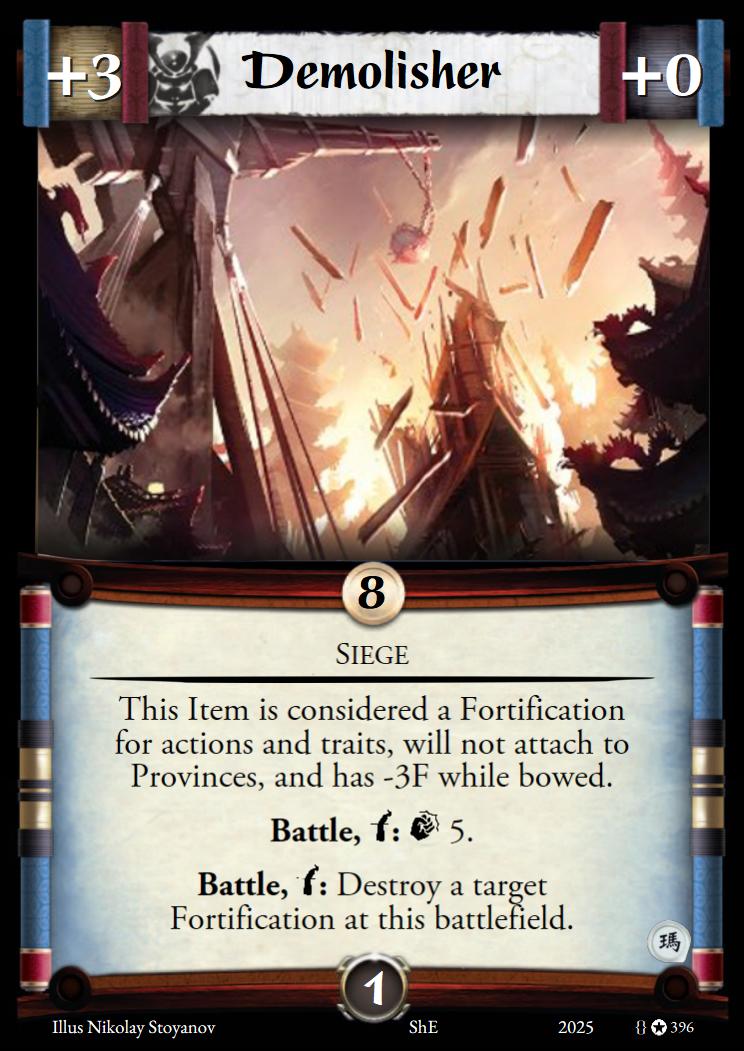 +3 Demolisher +0
8
SIEGE
This Item is considered a Fortification
for actions and traits, will not attach to
Provinces, and has -3F while bowed.
Battle, : 5.
Battle, : Destroy a target
Fortification at this battlefield.
瑪
1
Illus Nikolay Stoyanov ShE 2025 {} 396